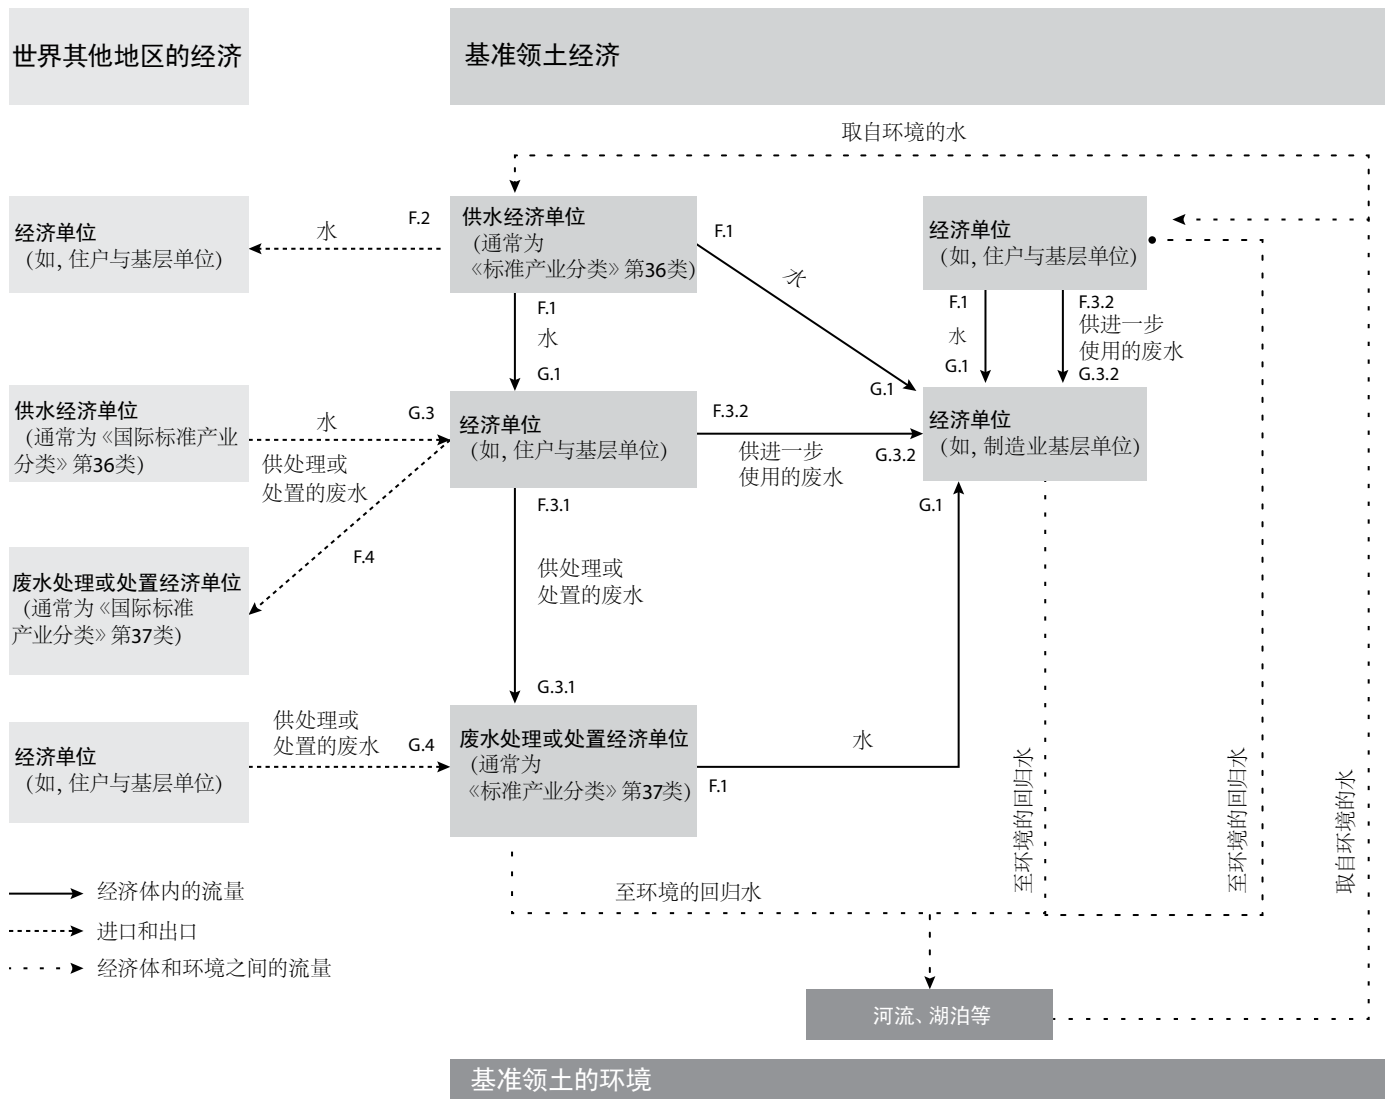 世界其他地区的经济
基准领土经济
取自环境的水
经济单位
(如, 住户与基层单位)
水
F.2
供水经济单位
(通常为
《标准产业分类》第36类)
F.1
水
经济单位
(如, 住户与基层单位)
F.1
水
G.1
F.1
水
G.1
F.3.2
供进一步
使用的废水
G.3.2
G.1
供水经济单位
(通常为《国际标准产业
分类》第36类)
水
G.3
供处理或
处置的废水
经济单位
(如, 住户与基层单位)
F.3.2
供进一步
使用的废水
G.3.2
经济单位
(如, 制造业基层单位)
G.1
F.3.1
F.4
供处理或
处置的废水
废水处理或处置经济单位
(通常为《国际标准
产业分类》第37类)
G.3.1
经济单位
(如, 住户与基层单位)
供处理或
处置的废水
G.4
废水处理或处置经济单位
(通常为
《标准产业分类》第37类)
水
F.1
至环境的回归水
至环境的回归水
取自环境的水
至环境的回归水
经济体内的流量
进口和出口
经济体和环境之间的流量
河流、湖泊等
基准领土的环境